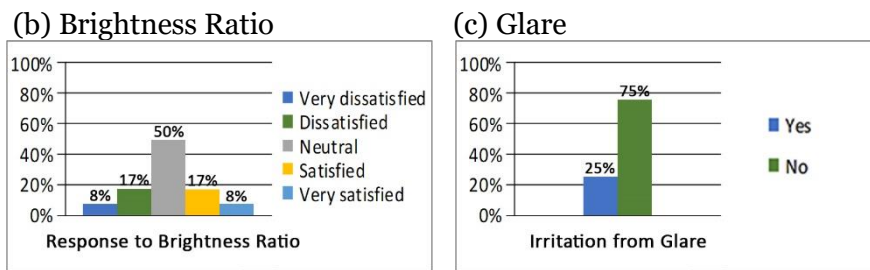 (b) Brightness Ratio
100%
80%
60%
40%
20%
0%
8%
17%
50%
17%
8%
Very dissatisfied
Dissatisfied
Neutral
Satisfied
Very satisfied
Response to Brightness Ratio
(c) Glare
100%
80%
60%
40%
20%
0%
25%
75%
Yes
No
Irritation from Glare